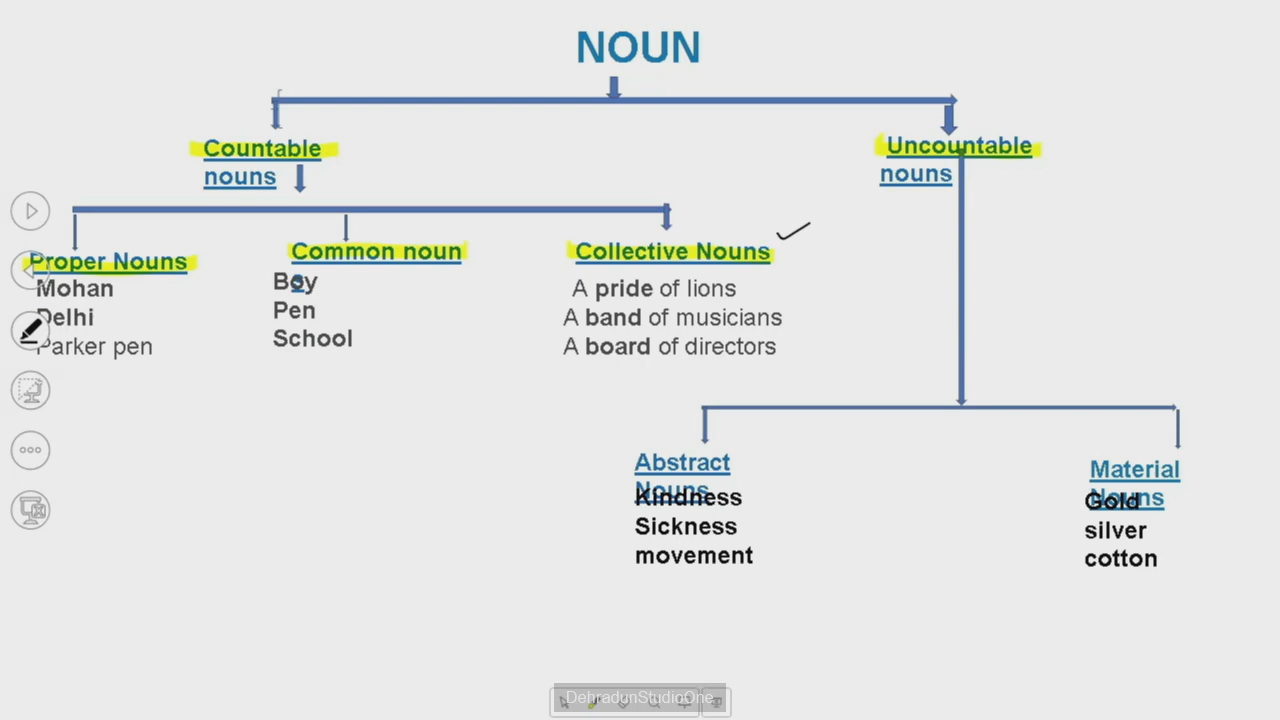 NOUN
Countable
nouns
Uncountable
nouns
Proper Nouns
Mohan
Delhi
Parker pen
Common noun
s
Boy
Pen
School
Collective Nouns
A pride of lions
A band of musicians
A board of directors
Abstract
Nouns
Kindness
Sickness
movement
Material
Nouns
Gold
silver
cotton
DehradunStudioOne